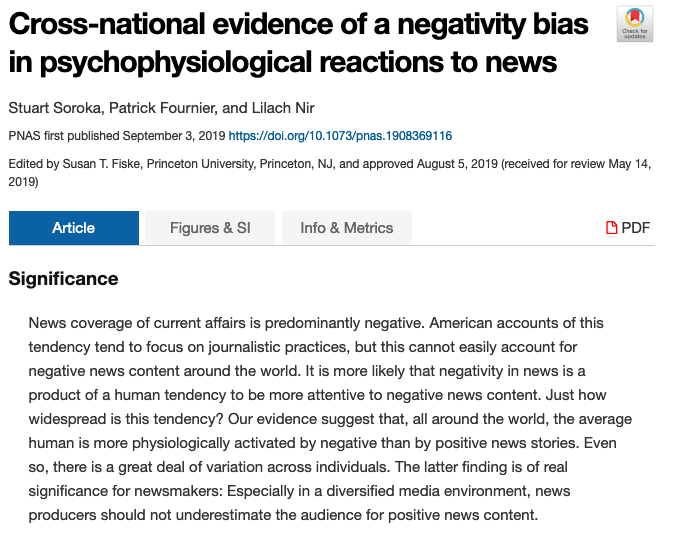 Cross-national evidence of a negativity bias
in psychophysiological reactions to news
Check for
updates
Stuart Soroka, Patrick Fournier, and Lilach Nir
PNAS first published September 3, 2019 https://doi.org/10.1073/pnas.1908369116
Edited by Susan T. Fiske, Princeton University, Princeton, NJ, and approved August 5, 2019 (received for review May 14,
2019)
Article
Figures & SI
Info & Metrics
PDF
Significance
News coverage of current affairs is predominantly negative. American accounts of this
tendency tend to focus on journalistic practices, but this cannot easily account for
negative news content around the world. It is more likely that negativity in news is a
product of a human tendency to be more attentive to negative news content. Just how
widespread is this tendency? Our evidence suggest that, all around the world, the average
human is more physiologically activated by negative than by positive news stories. Even
so, there is a great deal of variation across individuals. The latter finding is of real
significance for newsmakers: Especially in a diversified media environment, news
producers should not underestimate the audience for positive news content.